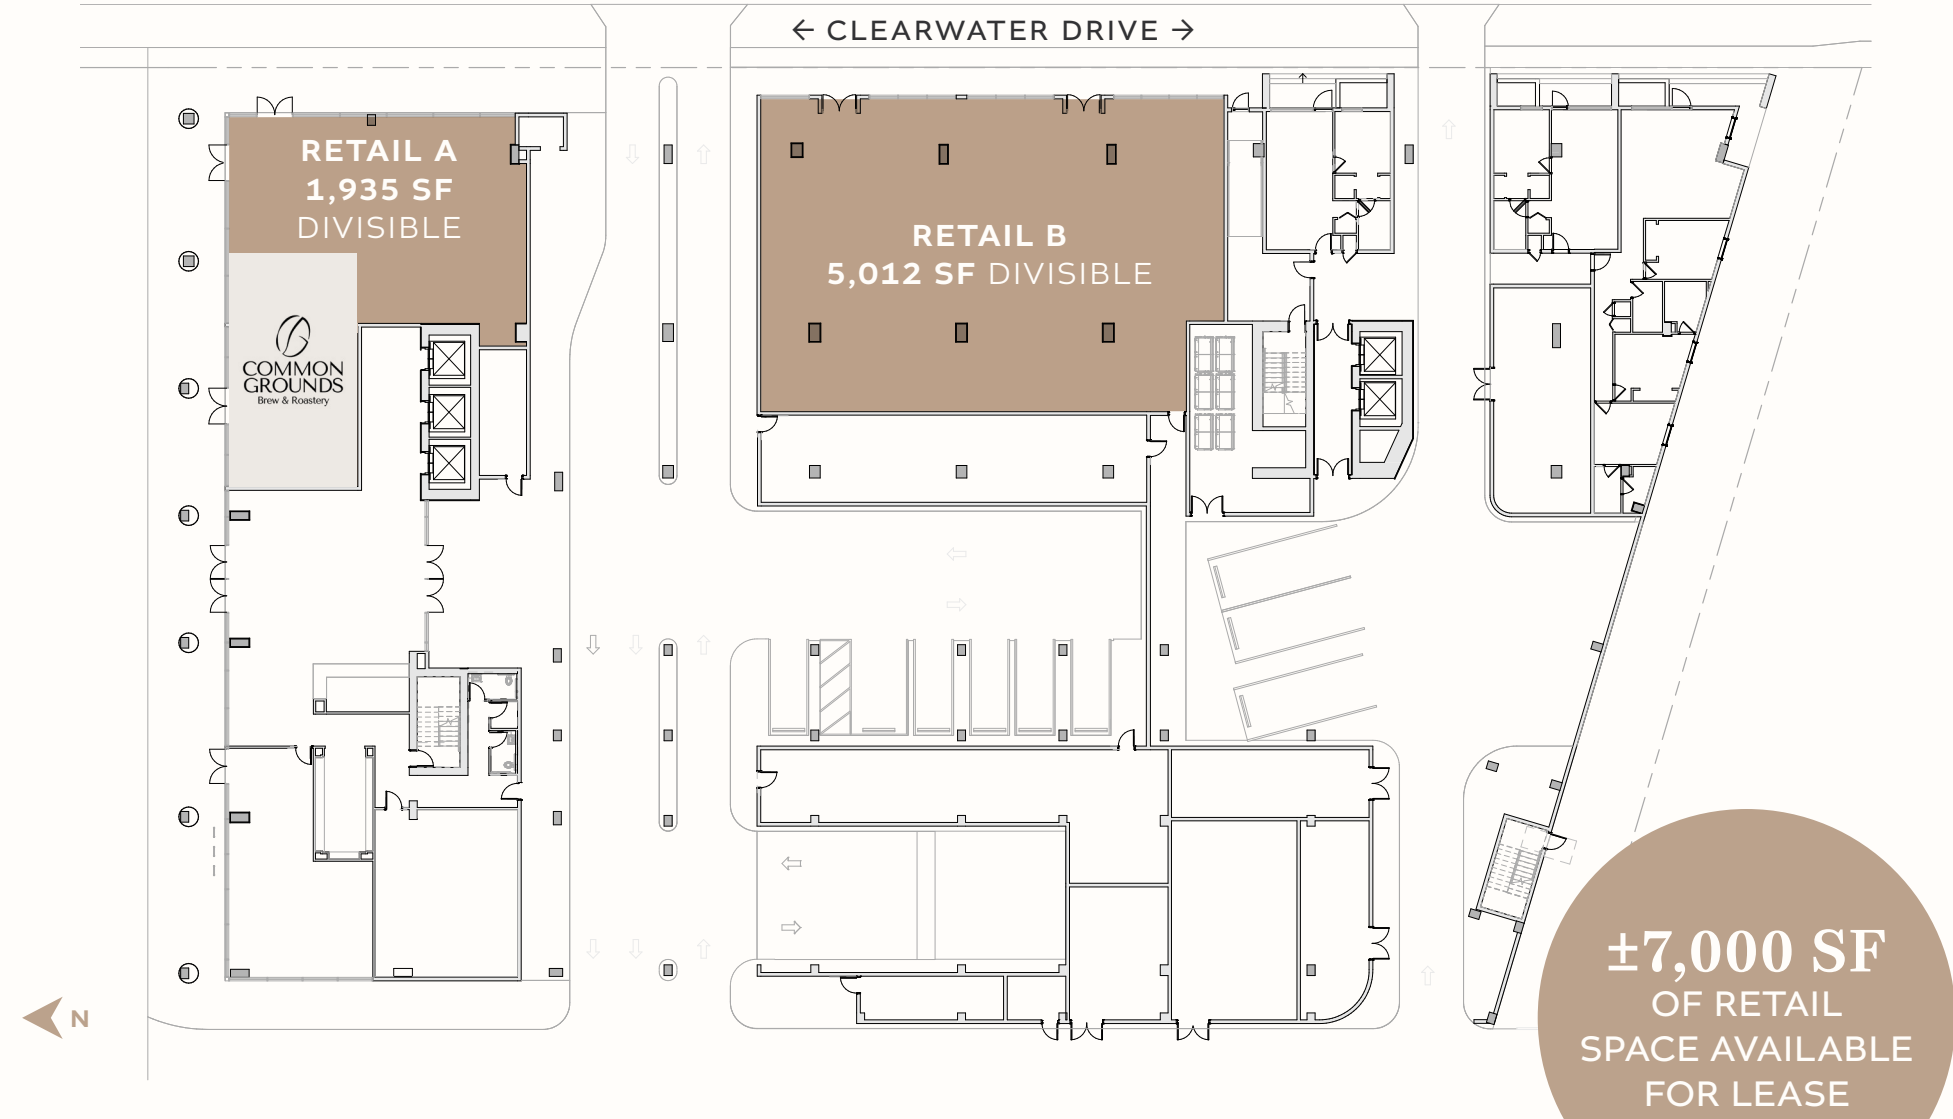 ← CLEARWATER DRIVE →
RETAIL A
1,935 SF
DIVISIBLE
RETAIL B
5,012 SF DIVISIBLE
COMMON
GROUNDS
Brew & Roastery
N
±7,000 SF
OF RETAIL
SPACE AVAILABLE
FOR LEASE